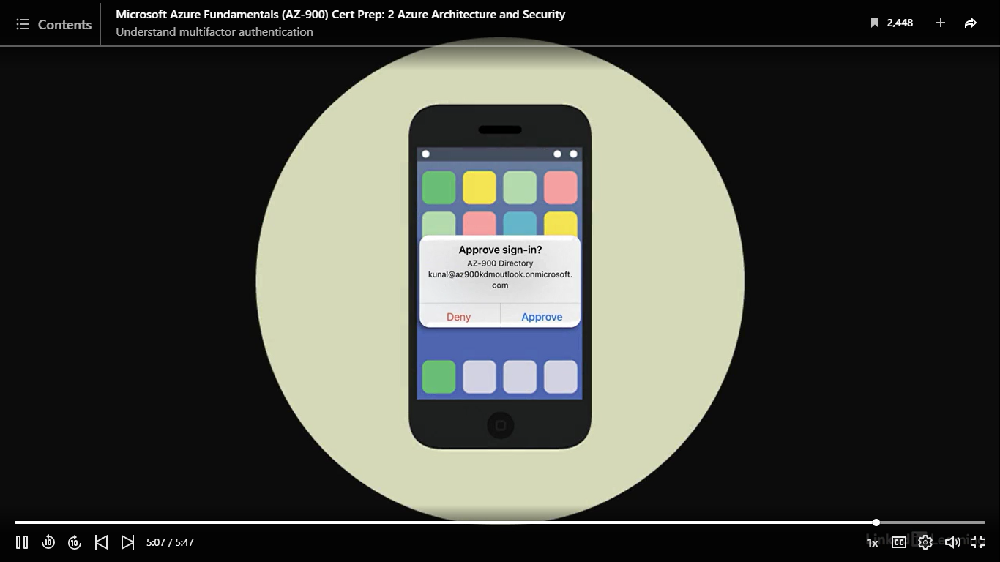 Contents
Microsoft Azure Fundamentals (AZ-900) Cert Prep: 2 Azure Architecture and Security
Understand multifactor authentication
2,448
Approve sign-in?
AZ-900 Directory
kunal@az900kdmoutlook.onmicrosoft.
com
Deny Approve
10 10 5:07 / 5:47 1x CC